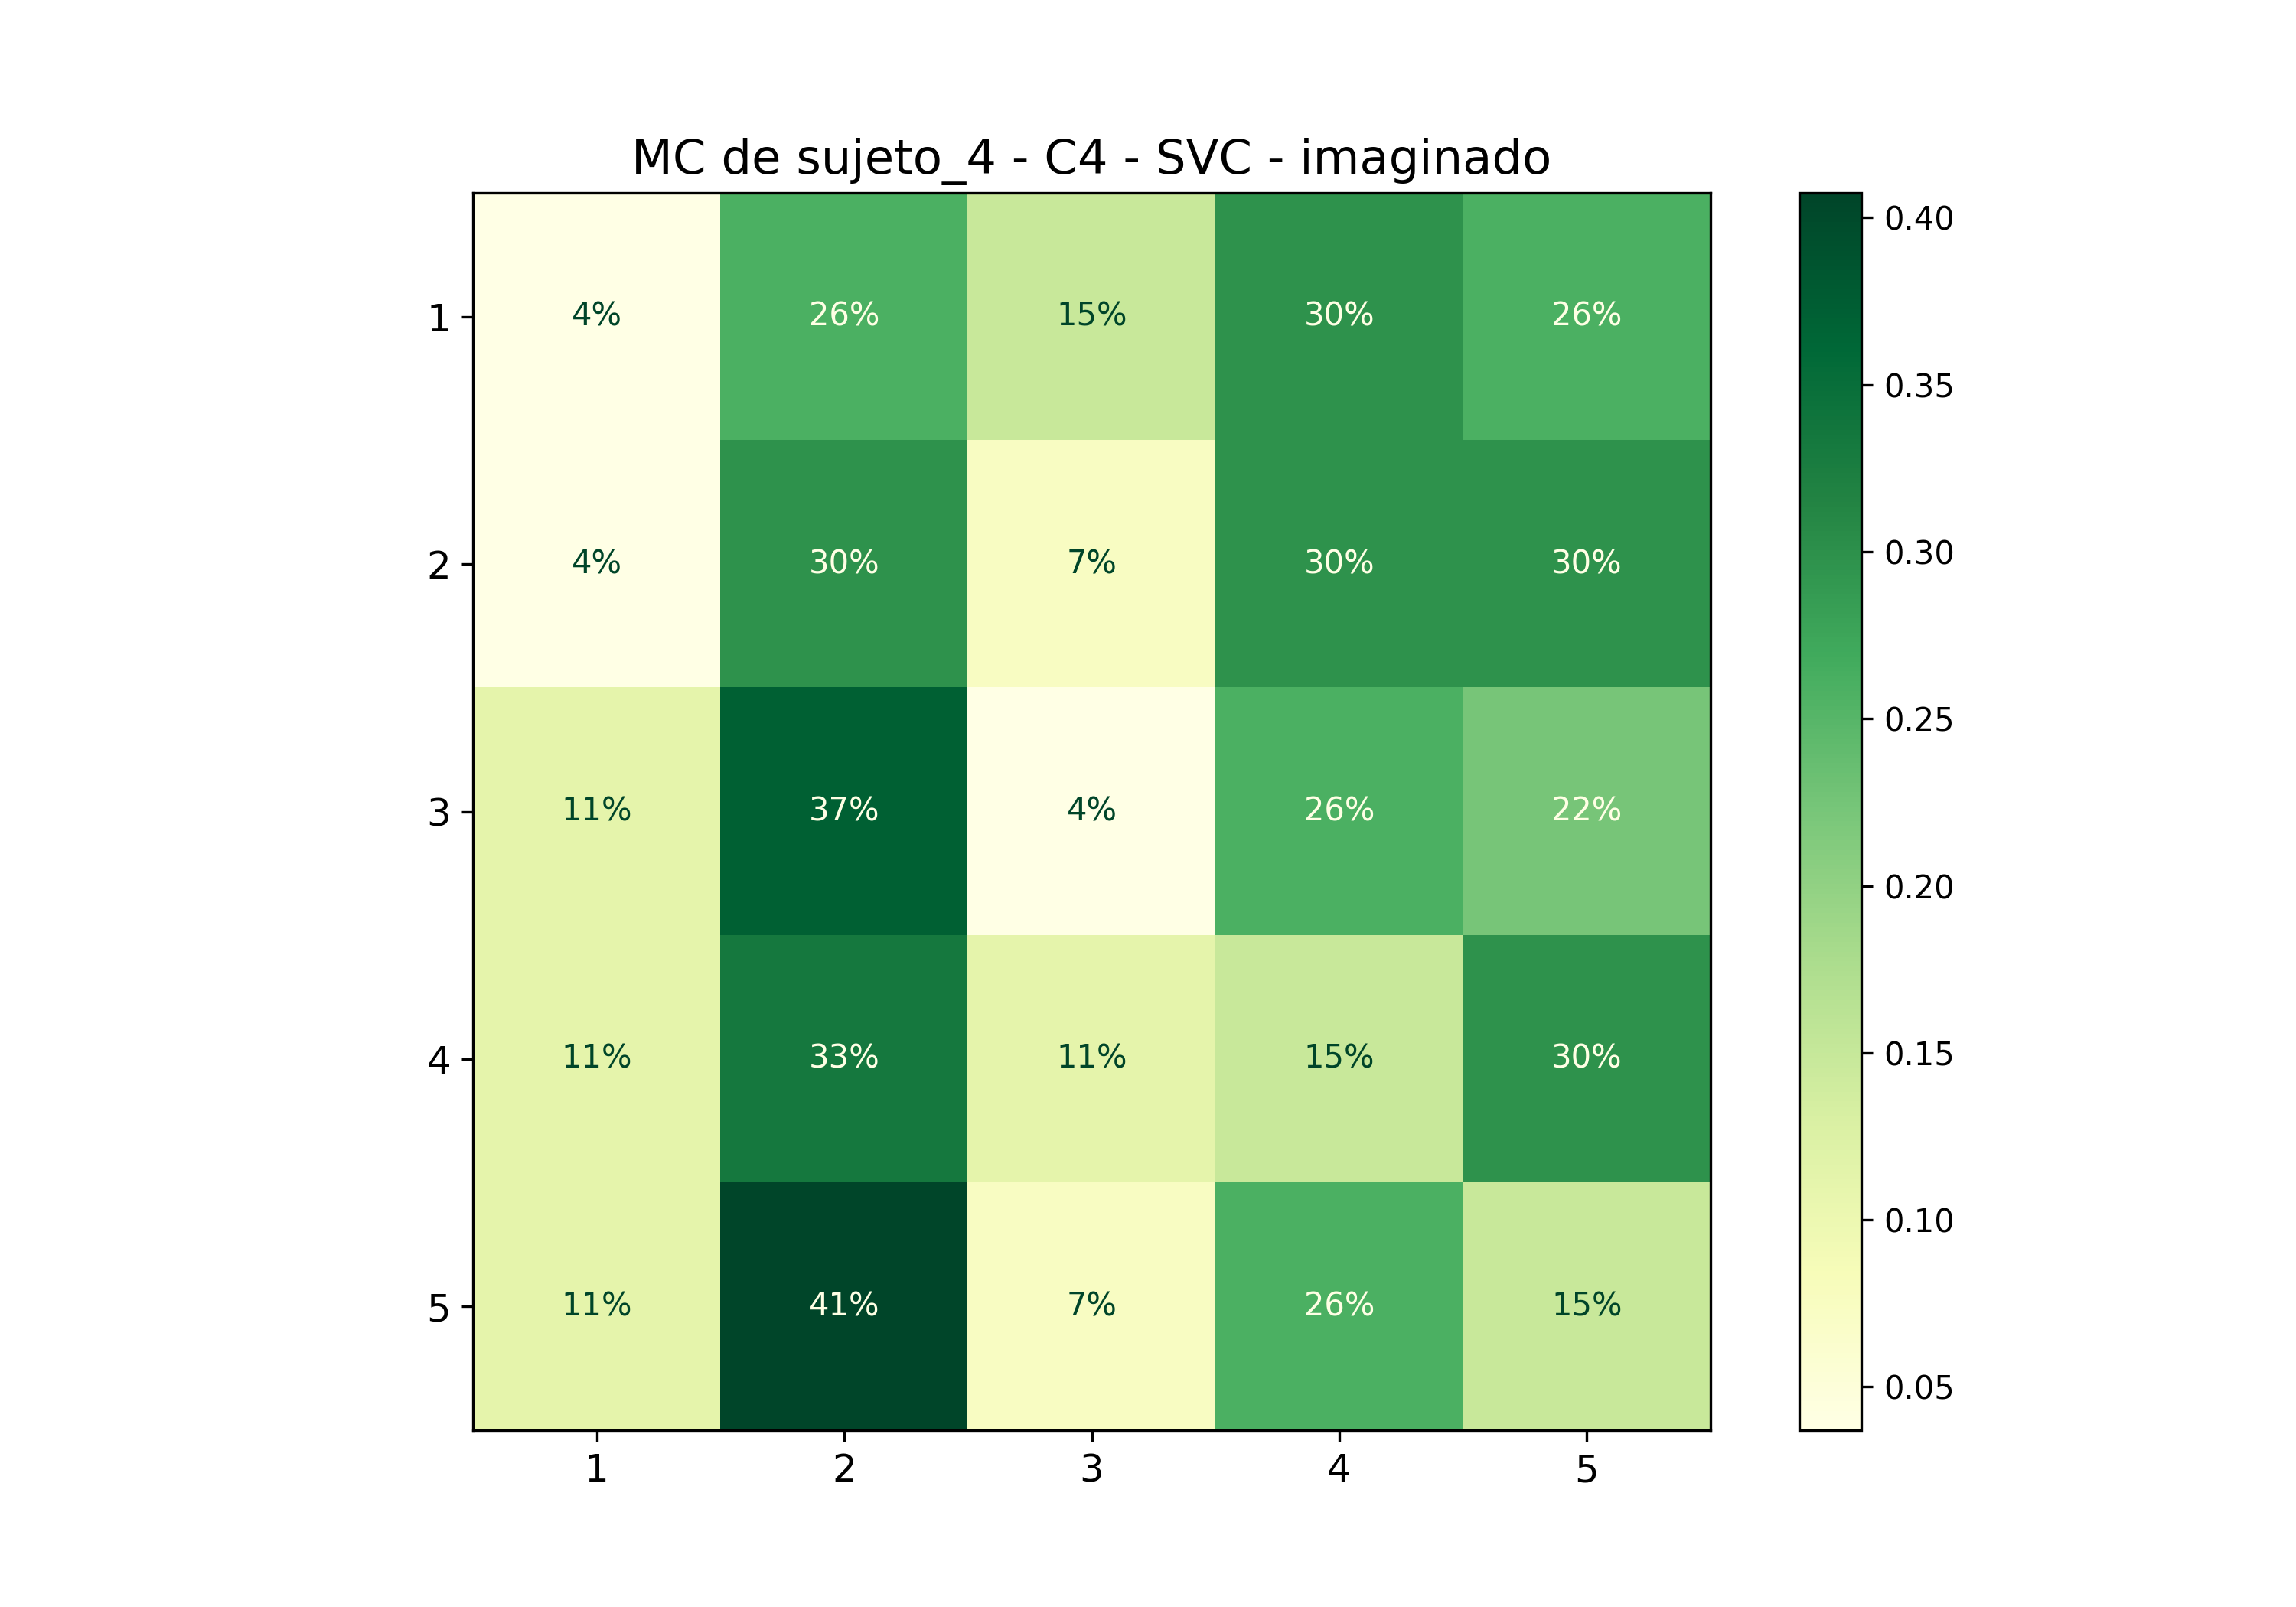 MC de sujeto_4 - C4 - SVC - imaginado
0.40
1 4% 26% 15% 30% 26%
0.35
2 4% 30% 7% 30% 30%
0.30
0.25
3 11% 37% 4% 26% 22%
0.20
4 11% 33% 11% 15% 30%
0.15
0.10
5 11% 41% 7% 26% 15%
0.05
1 2 3 4 5